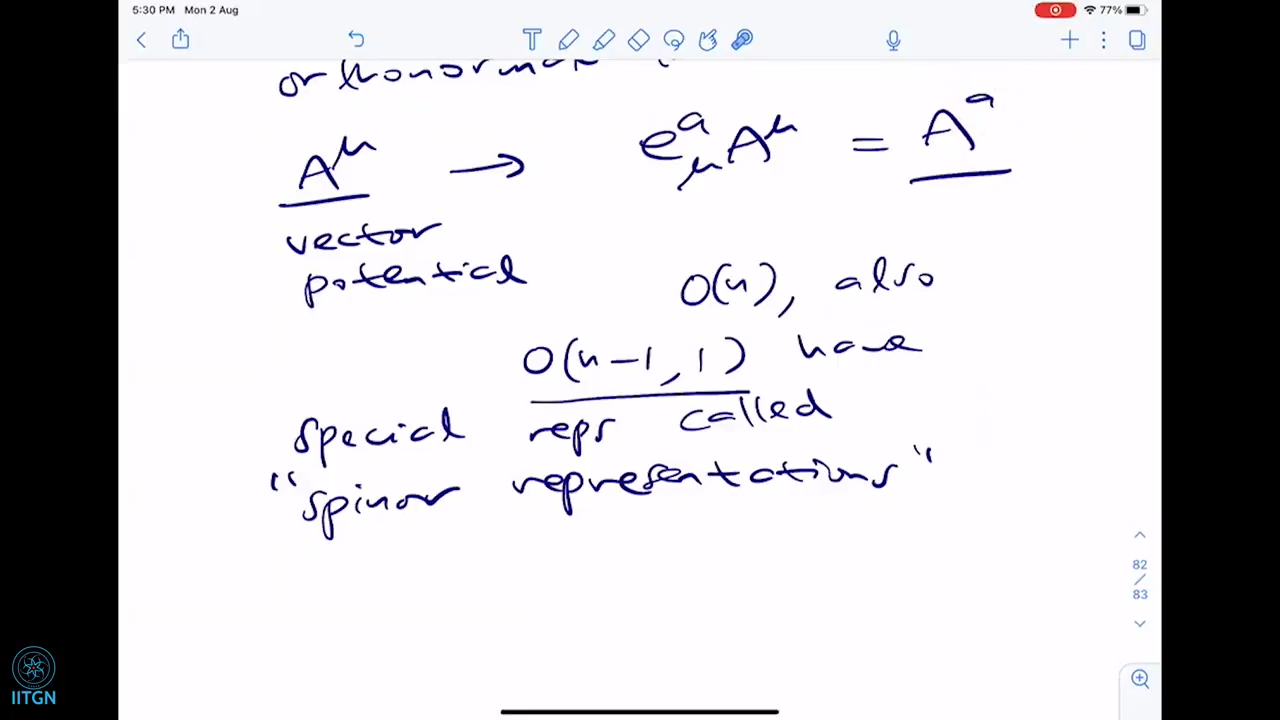 5:30 PM Mon 2 Aug
77%
orthonormal
A^μ → e^a_μ A^μ = A^a
vector
potential
O(n), also
O(n-1, 1) have
special reps called
"spinor representations"
82
/
83
IITGN